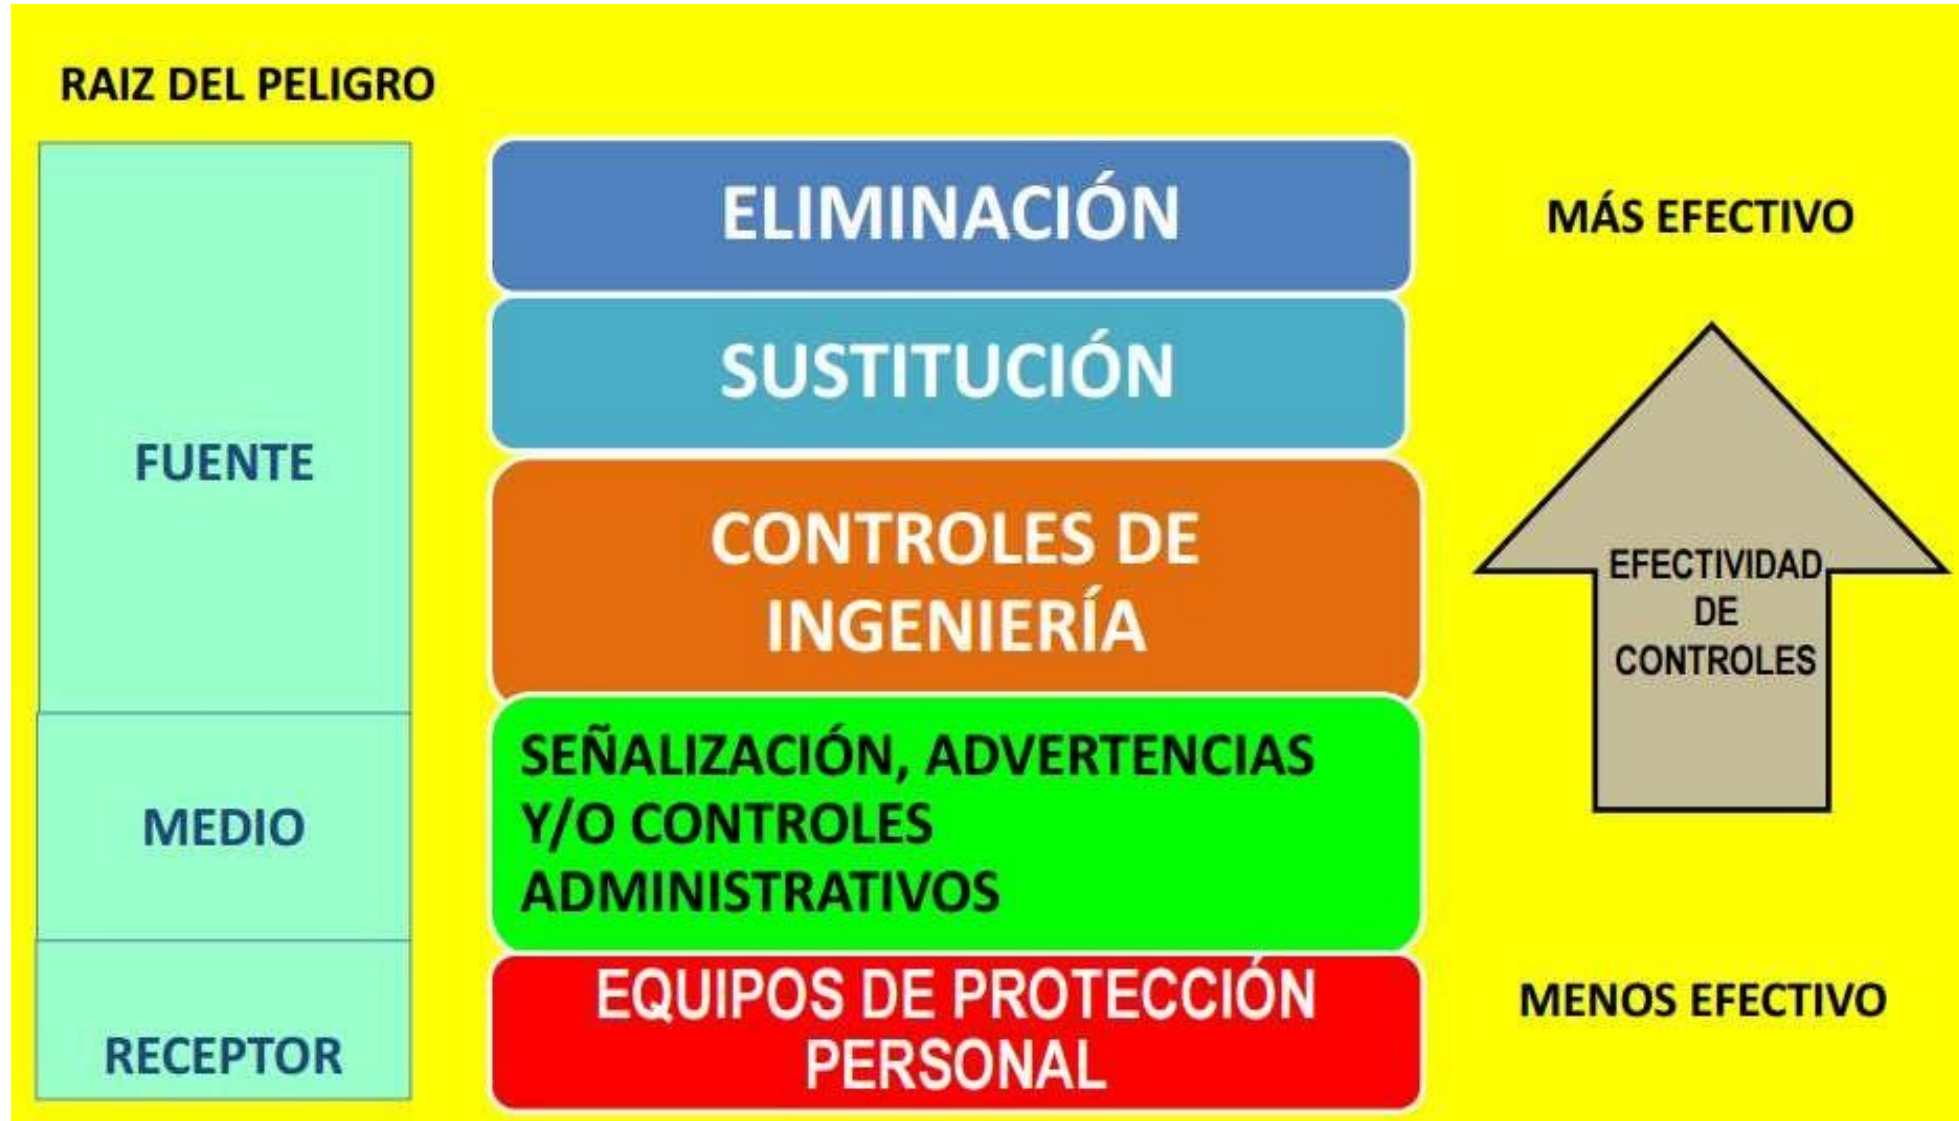 RAIZ DEL PELIGRO
FUENTE
MEDIO
RECEPTOR
ELIMINACIÓN
SUSTITUCIÓN
CONTROLES DE
INGENIERÍA
SEÑALIZACIÓN, ADVERTENCIAS
Y/O CONTROLES
ADMINISTRATIVOS
EQUIPOS DE PROTECCIÓN
PERSONAL
MÁS EFECTIVO
EFECTIVIDAD
DE
CONTROLES
MENOS EFECTIVO